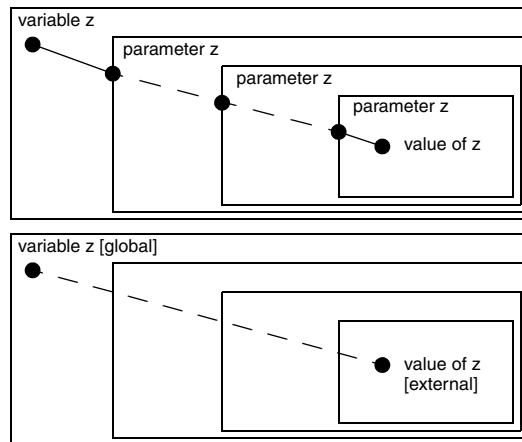 variable z
parameter z
parameter z
parameter z
value of z
variable z [global]
value of z
[external]